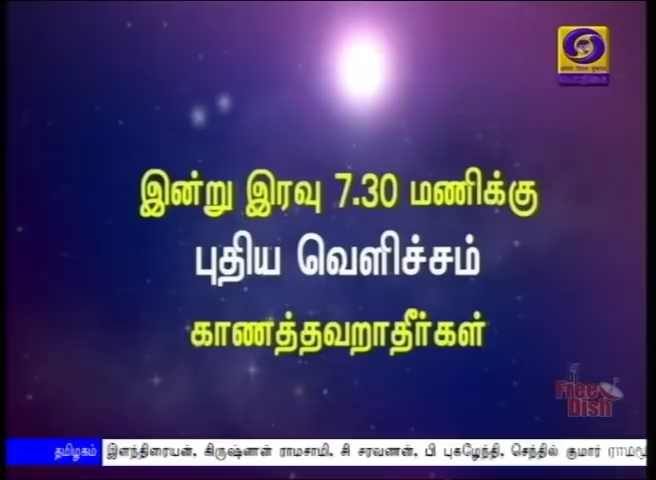 இன்று இரவு 7.30 மணிக்கு
புதிய வெளிச்சம்
காணத்தவறாதீர்கள்
பொதிகை
Free
Dish
தமிழகம் இளந்திரையன், கிருஷ்ணன் ராமசாமி, சி சரவணன், பி புகழேந்தி, செந்தில் குமார்